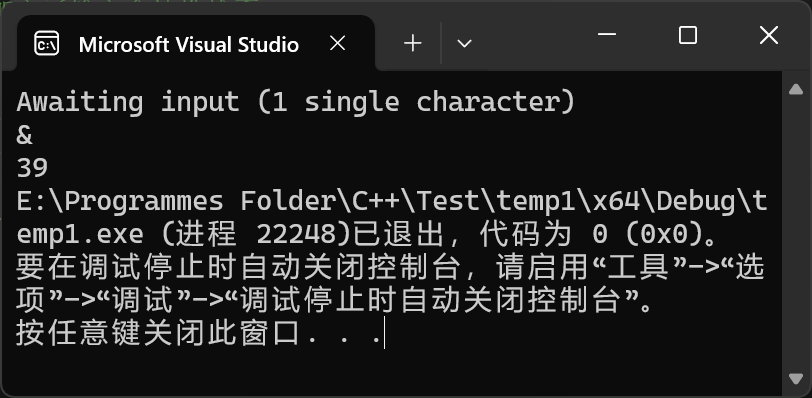 Microsoft Visual Studio
Awaiting input (1 single character)
&
39
E:\Programmes Folder\C++\Test\temp1\x64\Debug\t
emp1.exe (进程 22248)已退出，代码为 0 (0x0)。
要在调试停止时自动关闭控制台，请启用“工具”->“选
项”->“调试”->“调试停止时自动关闭控制台”。
按任意键关闭此窗口. . .